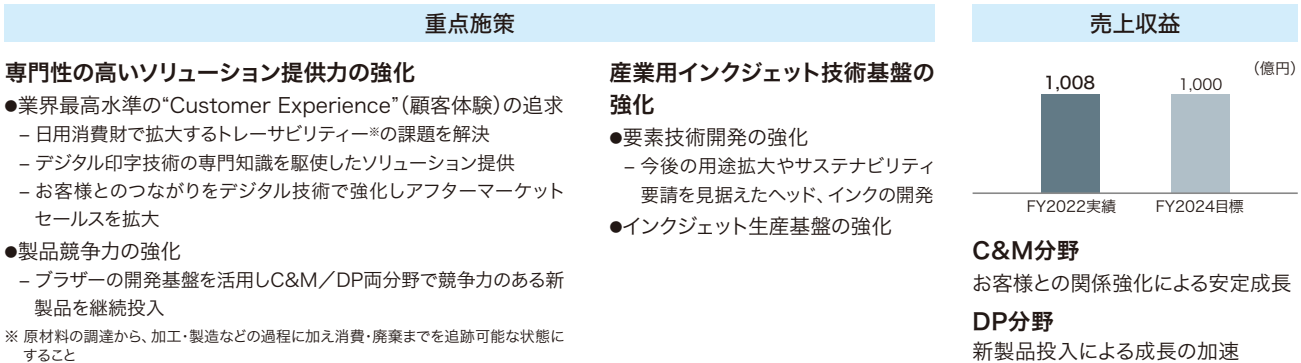 重点施策
専門性の高いソリューション提供力の強化
●業界最高水準の“Customer Experience”（顧客体験）の追求
– 日用消費財で拡大するトレーサビリティー※の課題を解決
– デジタル印字技術の専門知識を駆使したソリューション提供
– お客様とのつながりをデジタル技術で強化しアフターマーケット
セールスを拡大
●製品競争力の強化
– ブラザーの開発基盤を活用しC&M／DP両分野で競争力のある新
製品を継続投入
※ 原材料の調達から、加工・製造などの過程に加え消費・廃棄までを追跡可能な状態に
すること
産業用インクジェット技術基盤の
強化
●要素技術開発の強化
– 今後の用途拡大やサステナビリティ
要請を見据えたヘッド、インクの開発
●インクジェット生産基盤の強化
売上収益
（億円）
1,008 1,000
FY2022実績 FY2024目標
C&M分野
お客様との関係強化による安定成長
DP分野
新製品投入による成長の加速